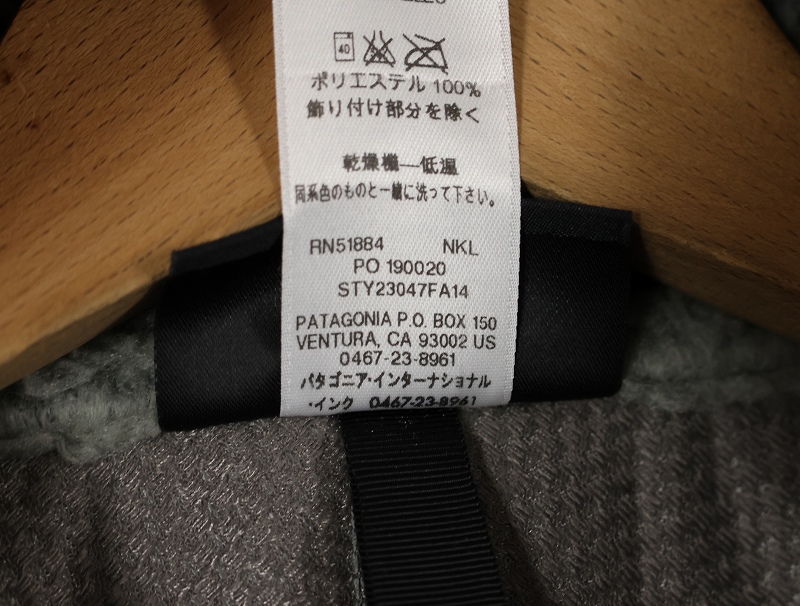 40
ポリエステル 100%
飾り付け部分を除く
乾燥機—低温
同系色のものと一緒に洗って下さい。
RN51884 NKL
PO 190020
STY23047FA14
PATAGONIA P.O. BOX 150
VENTURA, CA 93002 US
0467-23-8961
パタゴニア・インターナショナル
・インク 0467-23-8961